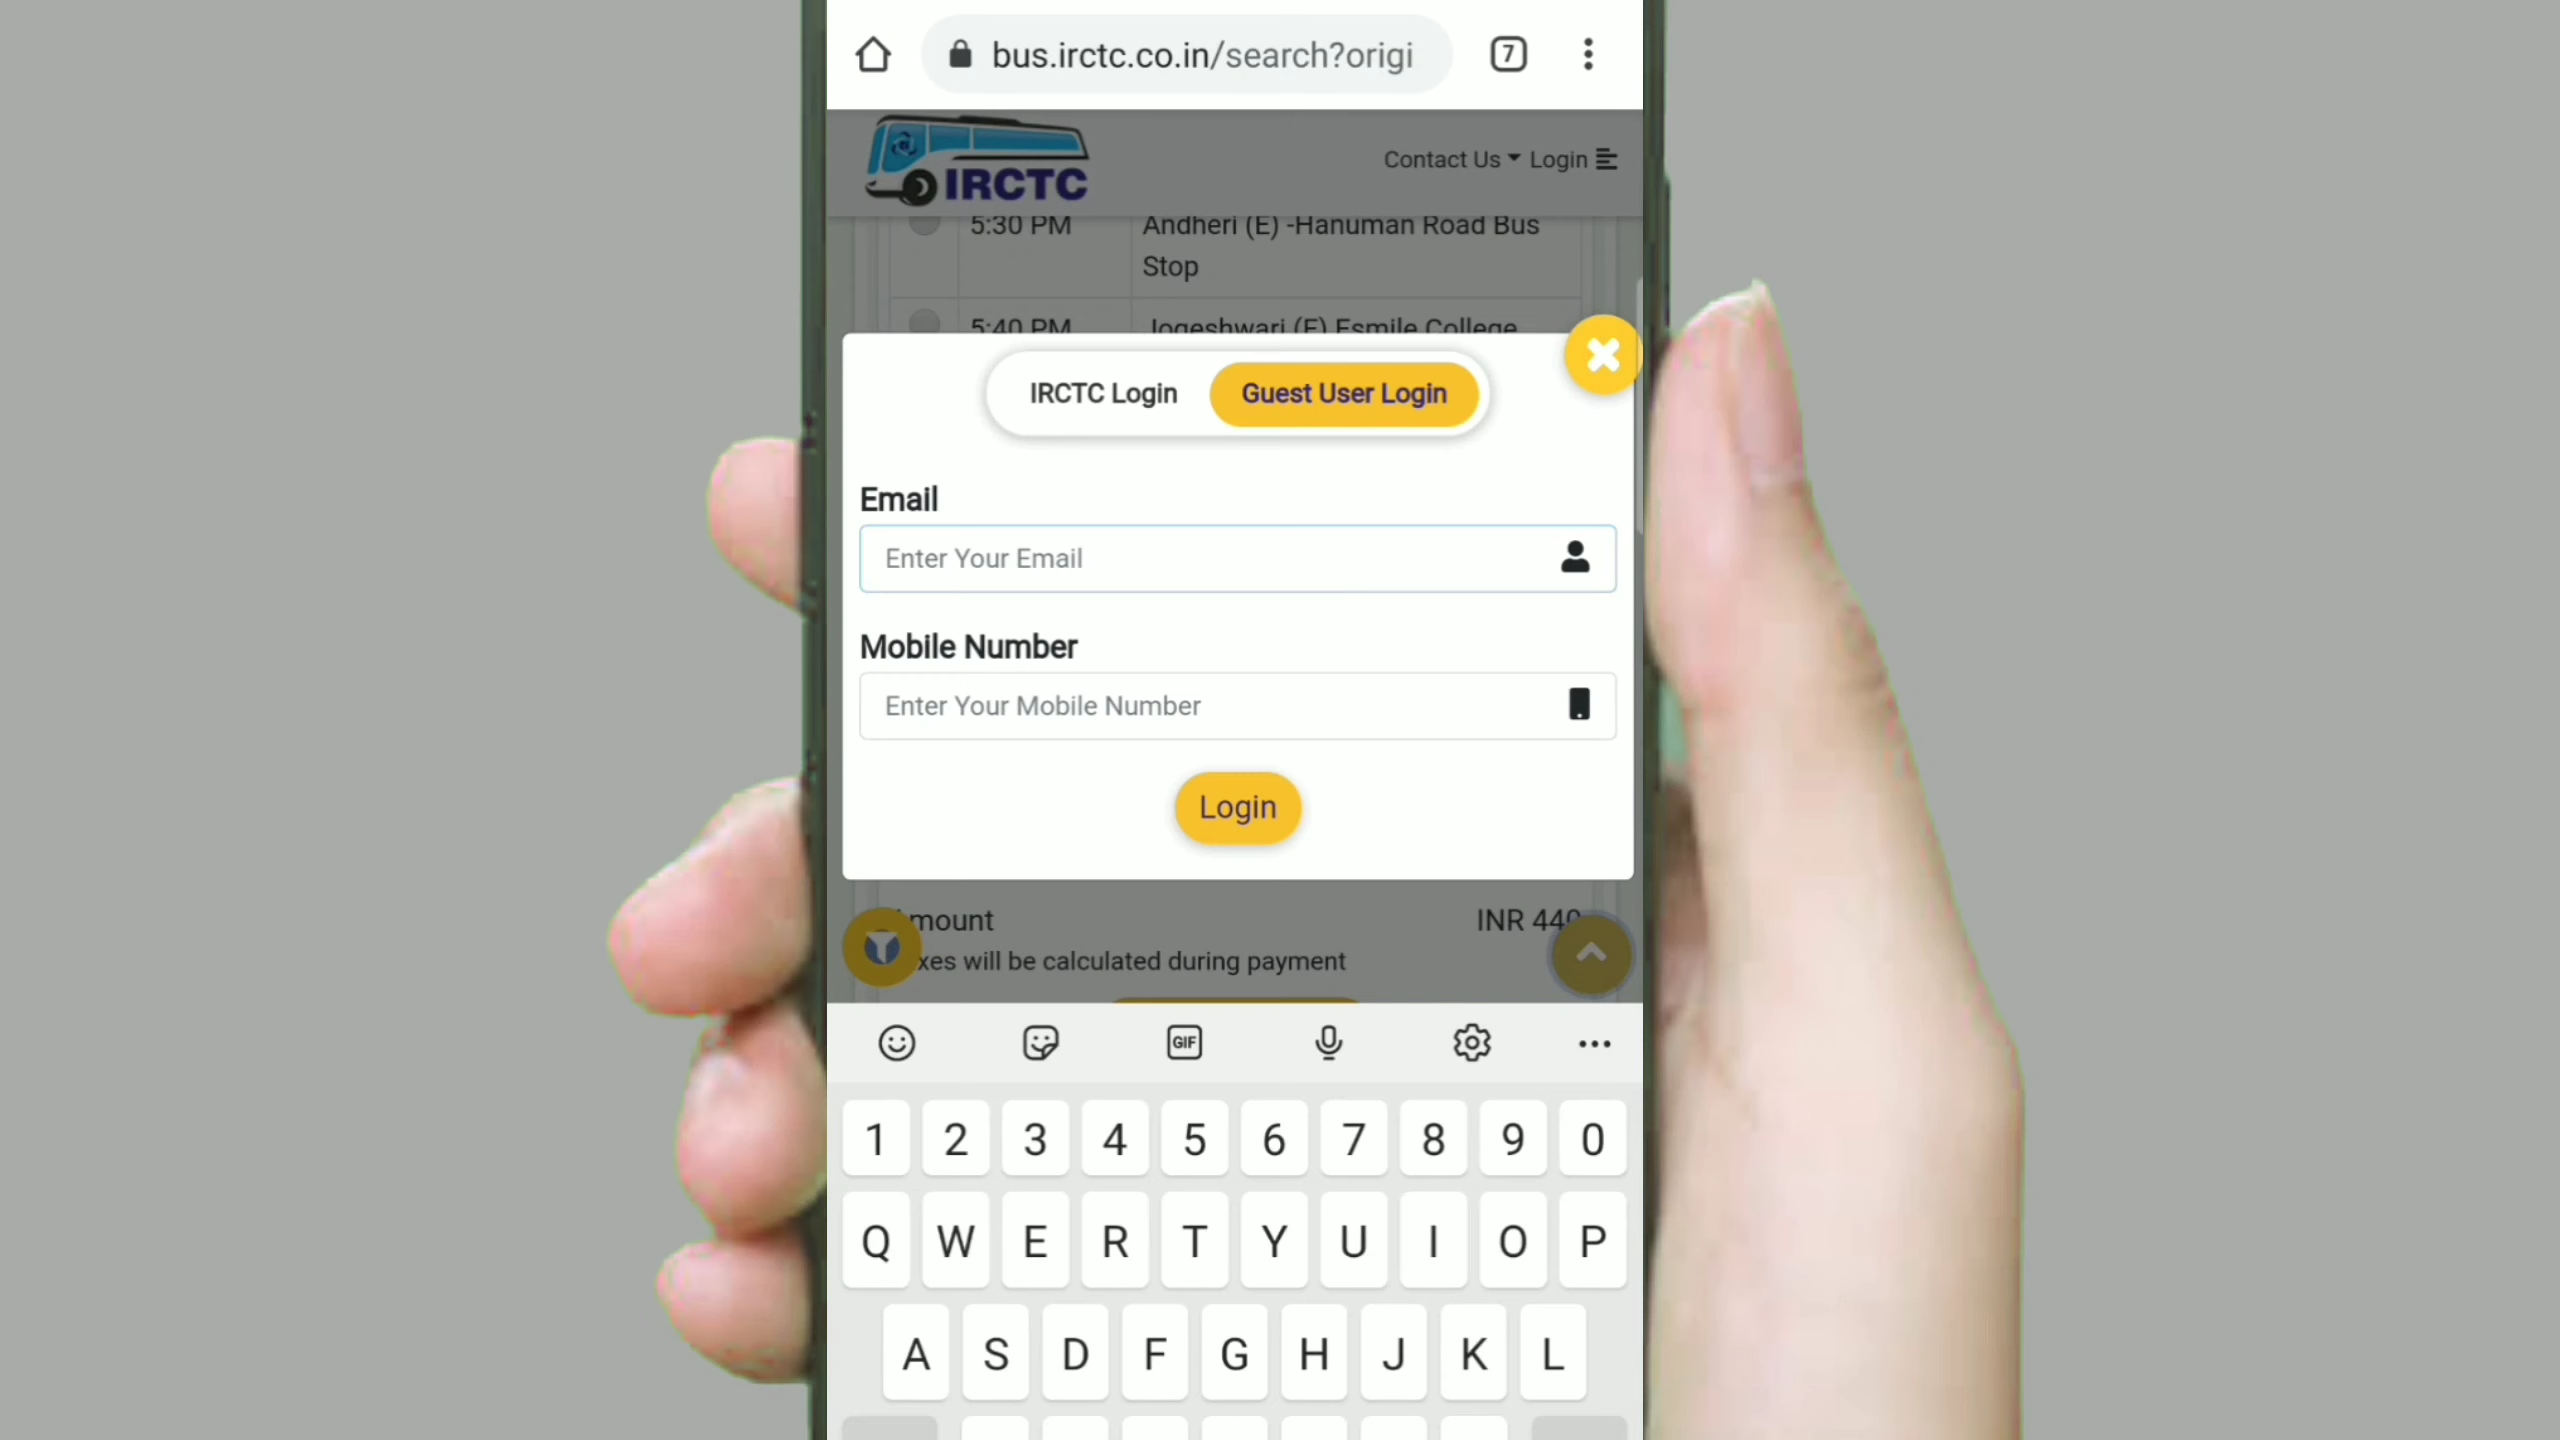 bus.irctc.co.in/search?origi
7
IRCTC
Contact Us Login
5:30 PM Andheri (E) -Hanuman Road Bus
Stop
5:40 PM Jogeshwari (E) Esmile College
IRCTC Login Guest User Login
Email
Enter Your Email
Mobile Number
Enter Your Mobile Number
Login
mount INR 440
xes will be calculated during payment
GIF
1 2 3 4 5 6 7 8 9 0
Q W E R T Y U I O P
A S D F G H J K L